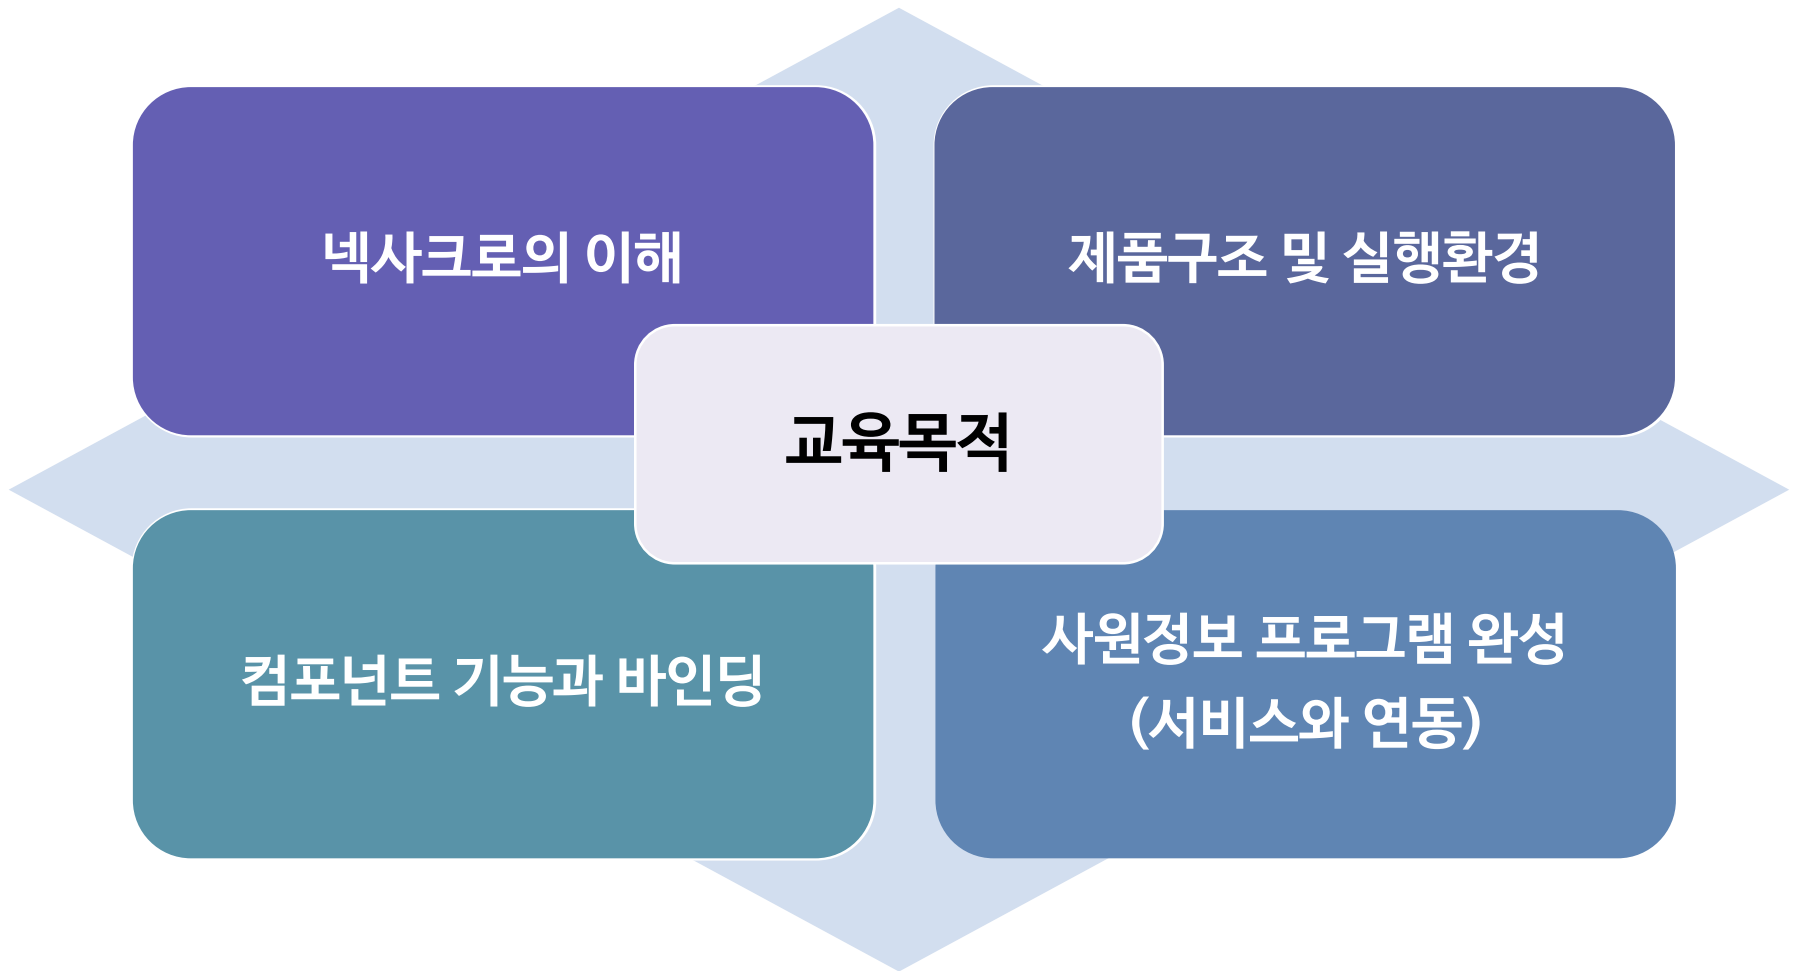 넥사크로의 이해
제품구조 및 실행환경
교육목적
컴포넌트 기능과 바인딩
사원정보 프로그램 완성
(서비스와 연동)